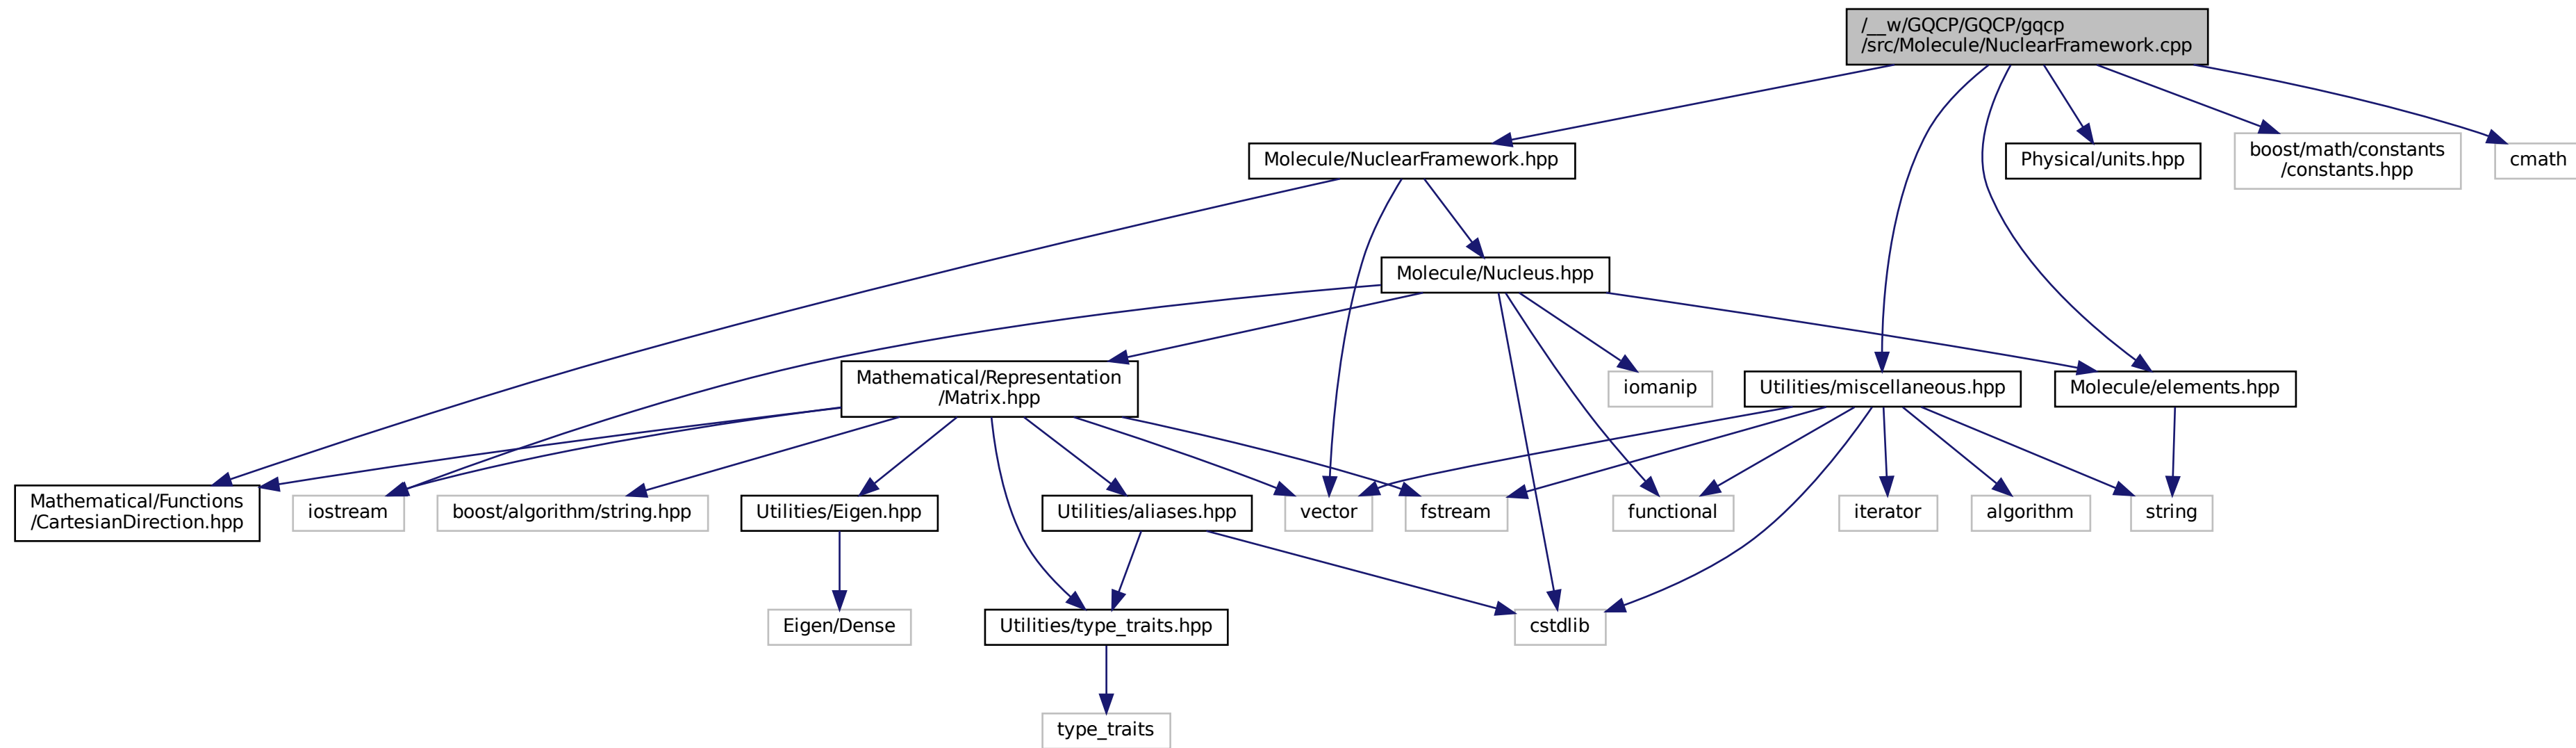 /__w/GQCP/GQCP/gqcp
/src/Molecule/NuclearFramework.cpp
Molecule/NuclearFramework.hpp
Physical/units.hpp
boost/math/constants
/constants.hpp
cmath
Molecule/Nucleus.hpp
Mathematical/Representation
/Matrix.hpp
iomanip
Utilities/miscellaneous.hpp
Molecule/elements.hpp
Mathematical/Functions
/CartesianDirection.hpp
iostream
boost/algorithm/string.hpp
Utilities/Eigen.hpp
Utilities/aliases.hpp
vector
fstream
functional
iterator
algorithm
string
Eigen/Dense
Utilities/type_traits.hpp
cstdlib
type_traits